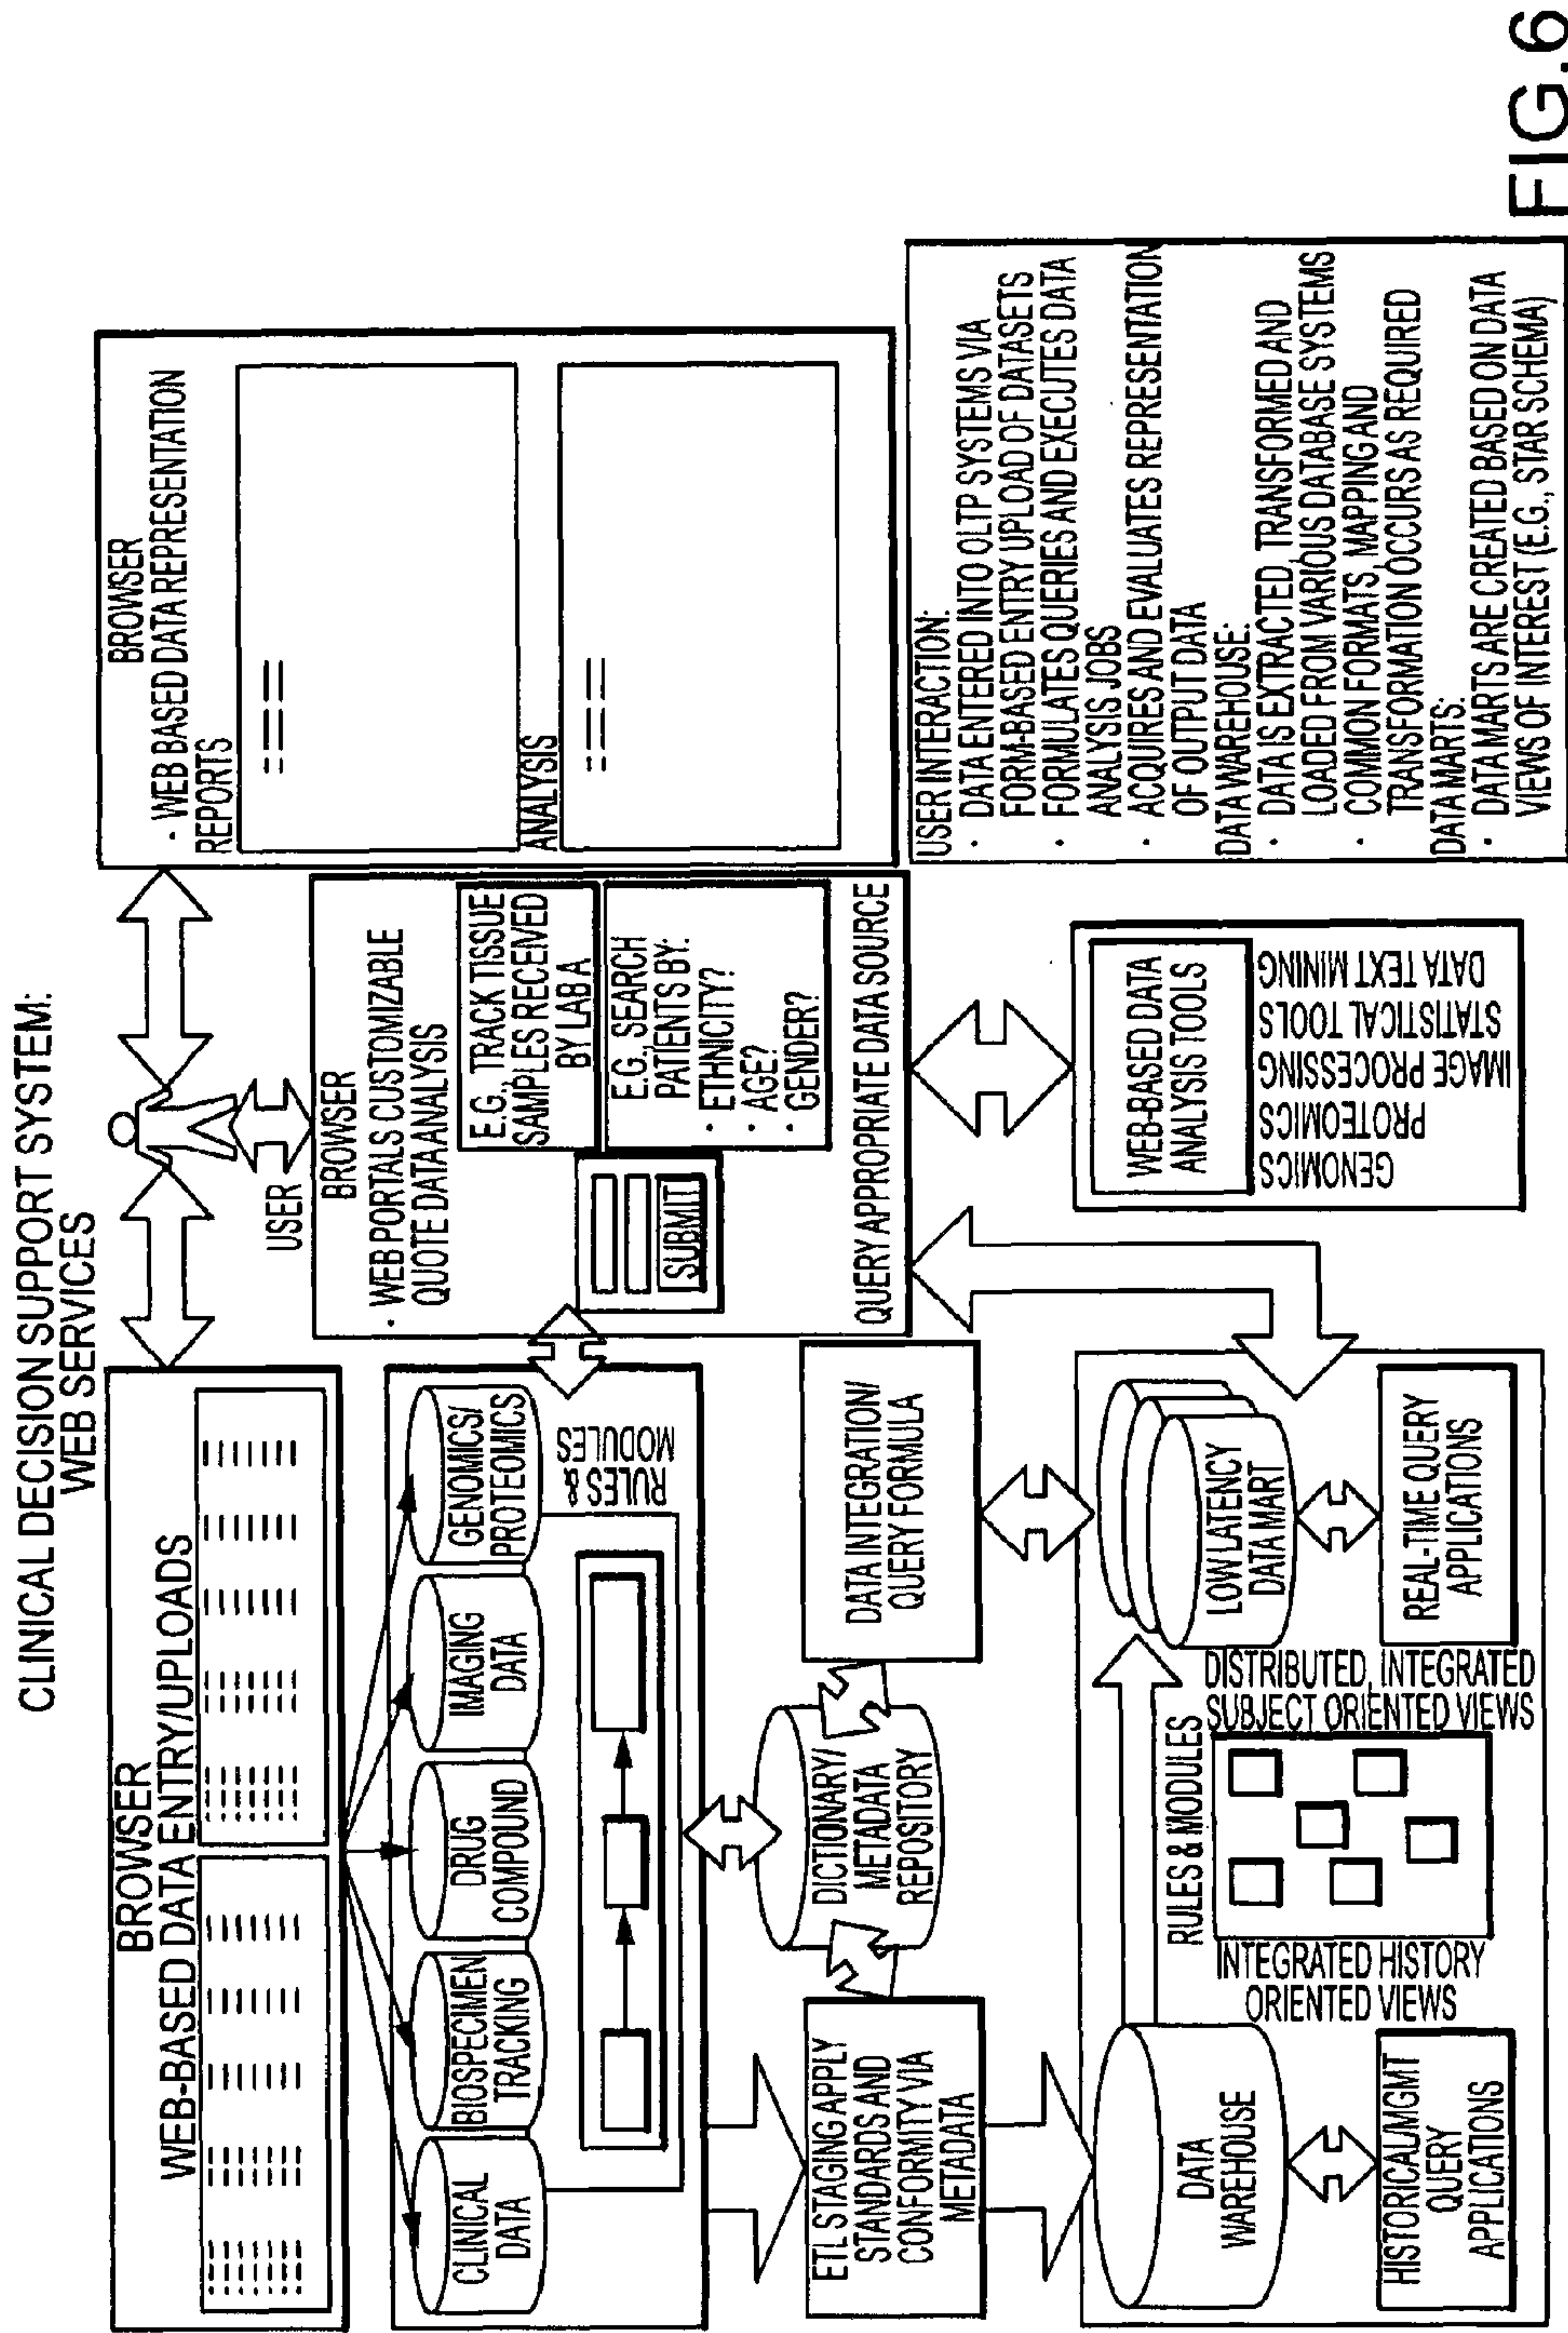 CLINICAL DECISION SUPPORT SYSTEM:
WEB SERVICES
BROWSER
WEB-BASED DATA ENTRY/UPLOADS
USER
BROWSER
· WEB BASED DATA REPRESENTATION
REPORTS
ANALYSIS
BROWSER
· WEB PORTALS CUSTOMIZABLE
QUOTE DATA ANALYSIS
E.G., TRACK TISSUE
SAMPLES RECEIVED
BY LAB A
E.G., SEARCH
PATIENTS BY:
· ETHNICITY?
· AGE?
· GENDER?
SUBMIT
QUERY APPROPRIATE DATA SOURCE
CLINICAL
DATA
BIOSPECIMEN
TRACKING
DRUG
COMPOUND
IMAGING
DATA
GENOMICS/
PROTEOMICS
RULES &
MODULES
ETL STAGING APPLY
STANDARDS AND
CONFORMITY VIA
METADATA
DICTIONARY/
METADATA
REPOSITORY
DATA INTEGRATION/
QUERY FORMULA
WEB-BASED DATA
ANALYSIS TOOLS
GENOMICS
PROTEOMICS
IMAGE PROCESSING
STATISTICAL TOOLS
DATA TEXT MINING
DATA
WAREHOUSE
HISTORICAL/MGMT
QUERY
APPLICATIONS
RULES & MODULES
INTEGRATED HISTORY
ORIENTED VIEWS
DISTRIBUTED, INTEGRATED
SUBJECT ORIENTED VIEWS
LOW LATENCY
DATA MART
REAL-TIME QUERY
APPLICATIONS
USER INTERACTION:
· DATA ENTERED INTO OLTP SYSTEMS VIA
FORM-BASED ENTRY UPLOAD OF DATASETS
· FORMULATES QUERIES AND EXECUTES DATA
ANALYSIS JOBS
· ACQUIRES AND EVALUATES REPRESENTATION
OF OUTPUT DATA
DATA WAREHOUSE:
· DATA IS EXTRACTED, TRANSFORMED AND
LOADED FROM VARIOUS DATABASE SYSTEMS
· COMMON FORMATS, MAPPING AND
TRANSFORMATION OCCURS AS REQUIRED
DATA MARTS:
· DATA MARTS ARE CREATED BASED ON DATA
VIEWS OF INTEREST (E.G., STAR SCHEMA)
FIG.6